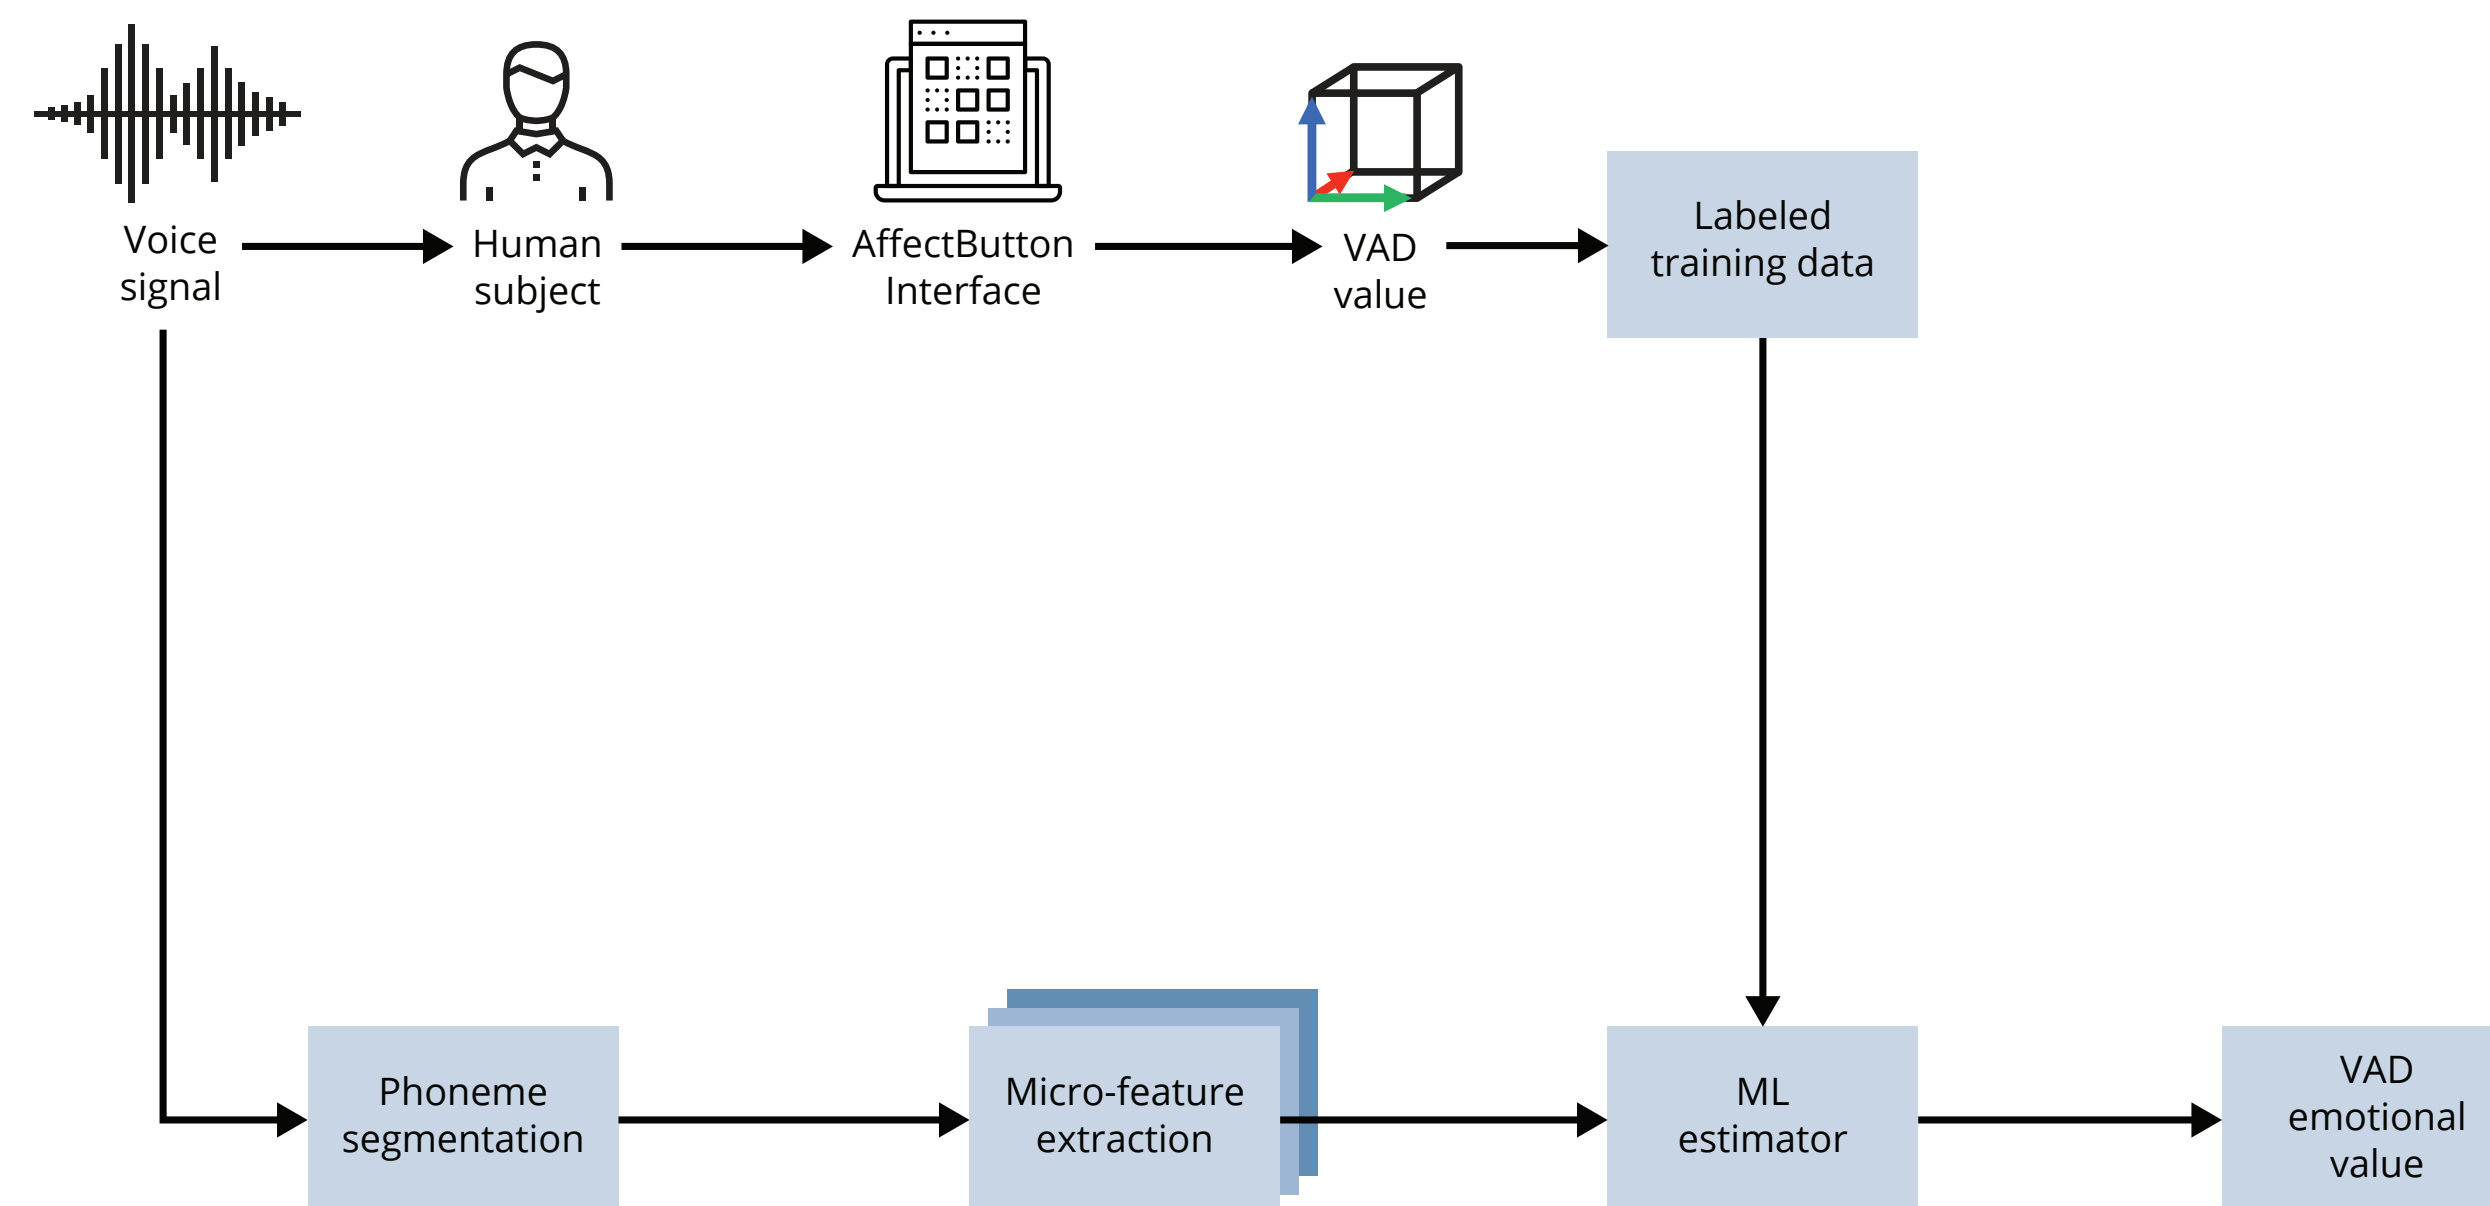 Voice
signal
Human
subject
AffectButton
Interface
VAD
value
Labeled
training data
Phoneme
segmentation
Micro-feature
extraction
ML
estimator
VAD
emotional
value